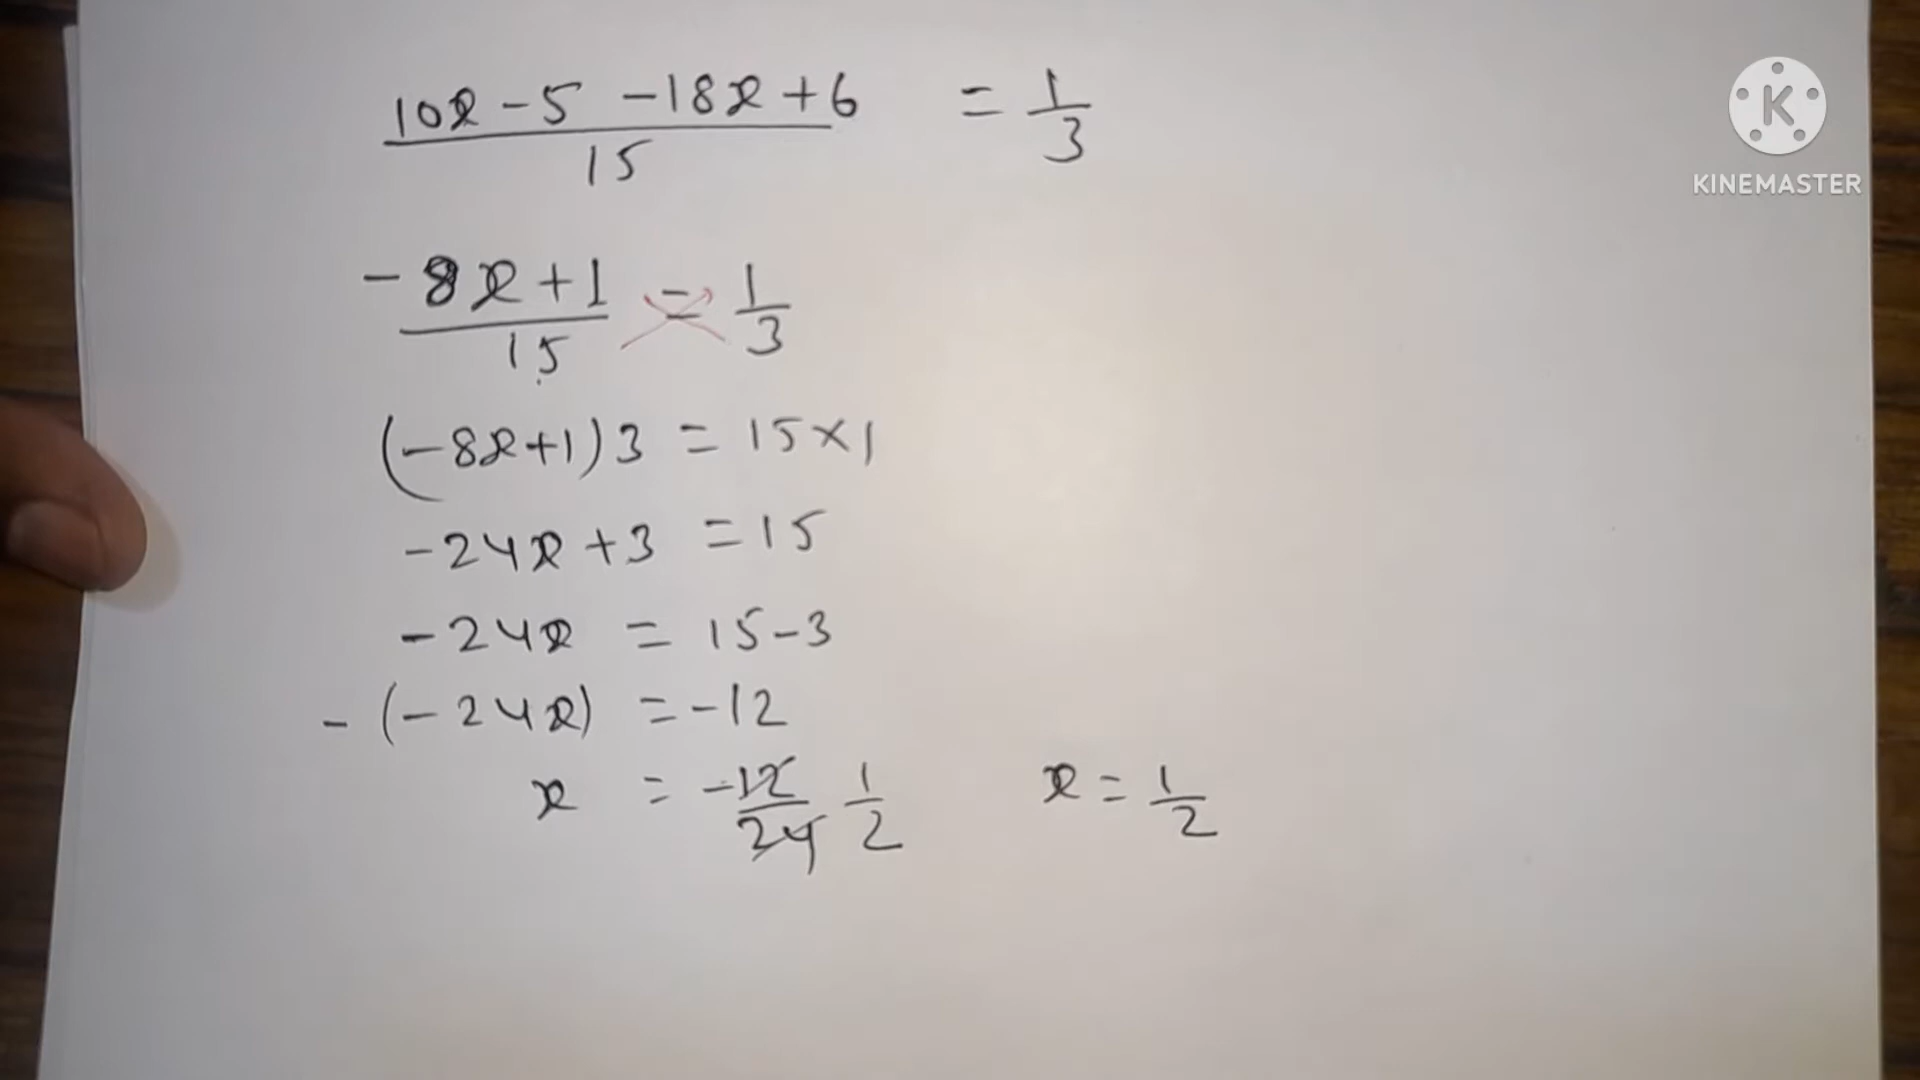 10x - 5 - 18x + 6 = 1
15 3
K
KINEMASTER
- 8x + 1 = 1
15 3
(-8x+1)3 = 15 × 1
-24x + 3 = 15
-24x = 15 - 3
-(-24x) = -12
x = -12/24 1/2 x = 1/2